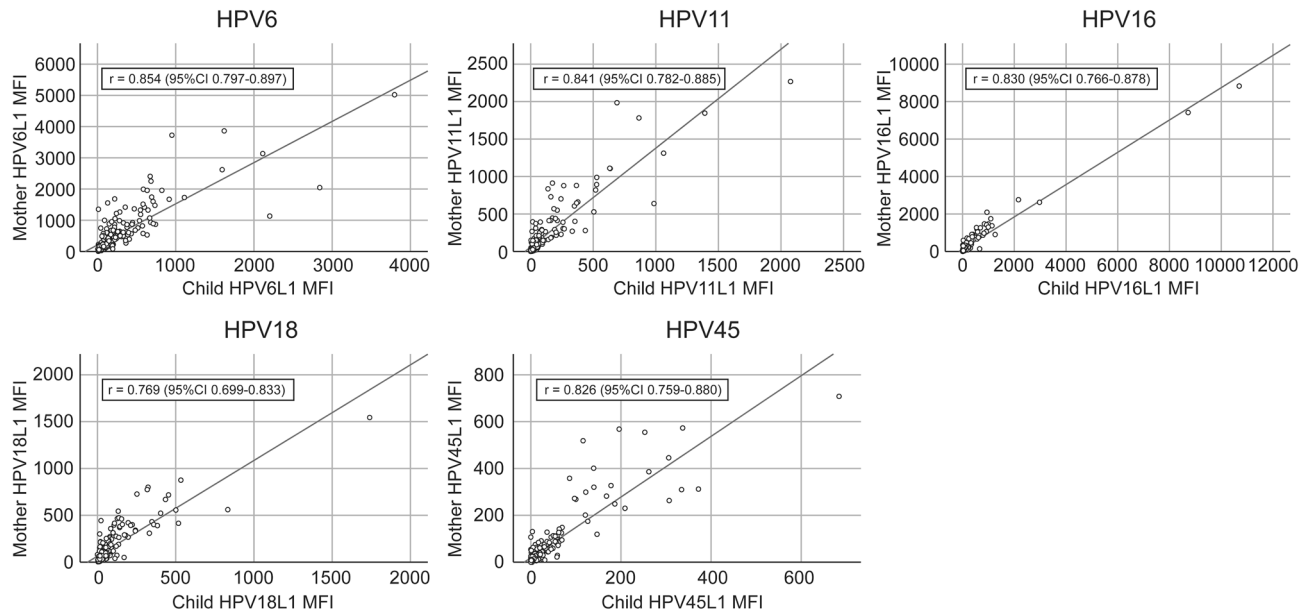 HPV6
Mother HPV6L1 MFI
6000
5000
4000
3000
2000
1000
0
r = 0.854 (95%CI 0.797-0.897)
0 1000 2000 3000 4000
Child HPV6L1 MFI
HPV11
Mother HPV11L1 MFI
2500
2000
1500
1000
500
0
r = 0.841 (95%CI 0.782-0.885)
0 500 1000 1500 2000 2500
Child HPV11L1 MFI
HPV16
Mother HPV16L1 MFI
10000
8000
6000
4000
2000
0
r = 0.830 (95%CI 0.766-0.878)
0 2000 4000 6000 8000 10000 12000
Child HPV16L1 MFI
HPV18
Mother HPV18L1 MFI
2000
1500
1000
500
0
r = 0.769 (95%CI 0.699-0.833)
0 500 1000 1500 2000
Child HPV18L1 MFI
HPV45
Mother HPV45L1 MFI
800
600
400
200
0
r = 0.826 (95%CI 0.759-0.880)
0 200 400 600
Child HPV45L1 MFI